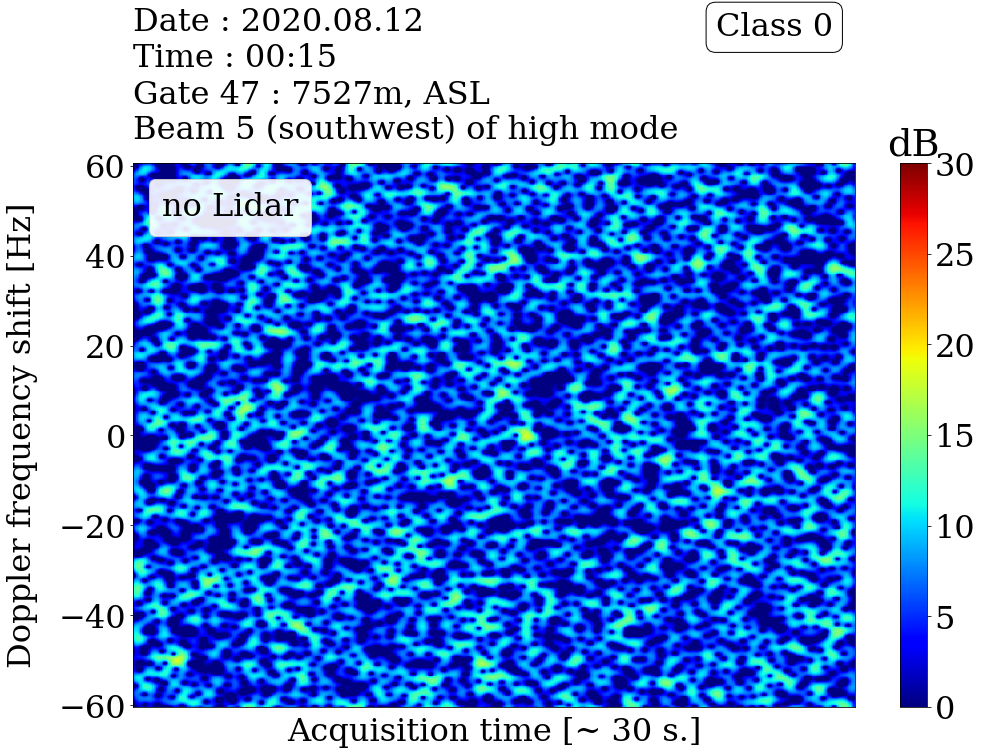 Date : 2020.08.12
Time : 00:15
Gate 47 : 7527m, ASL
Beam 5 (southwest) of high mode
Class 0
dB
no Lidar
Doppler frequency shift [Hz]
60
40
20
0
−20
−40
−60
30
25
20
15
10
5
0
Acquisition time [~ 30 s.]